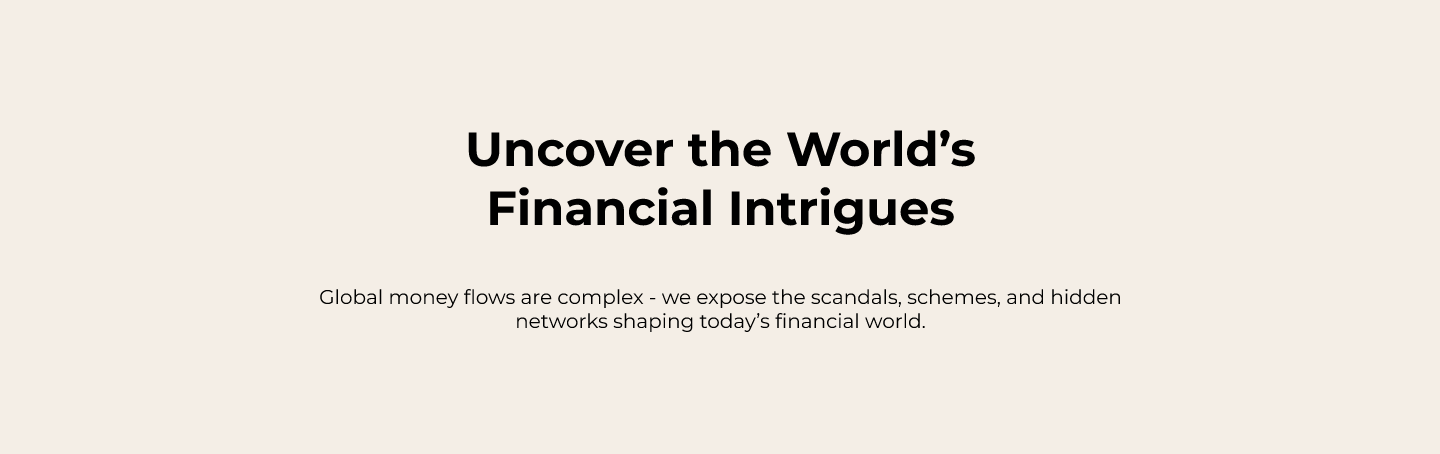 Uncover the World’s
Financial Intrigues
Global money flows are complex - we expose the scandals, schemes, and hidden
networks shaping today’s financial world.